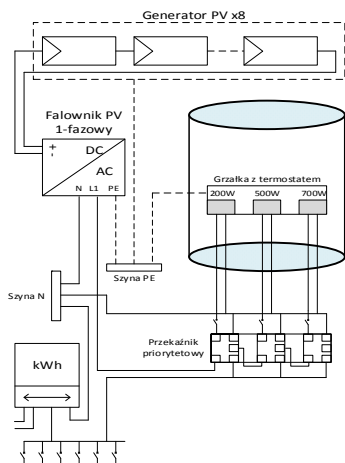 Generator PV x8
Falownik PV
1-fazowy
+
-
DC
AC
N L1 PE
Grzałka z termostatem
200W 500W 700W
Szyna PE
Szyna N
Przekaźnik
priorytetowy
kWh